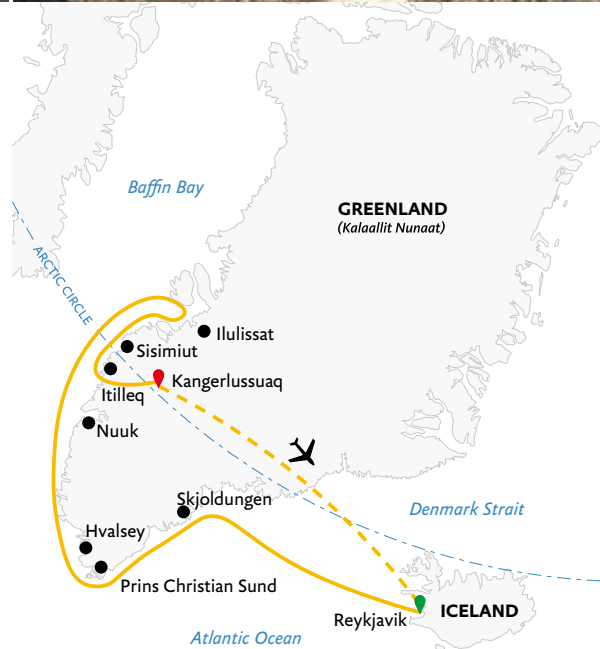 Baffin Bay
GREENLAND
(Kalaallit Nunaat)
ARCTIC CIRCLE
Ilulissat
Sisimiut
Kangerlussuaq
Itilleq
Nuuk
Skjoldungen
Denmark Strait
Hvalsey
Prins Christian Sund
ICELAND
Reykjavik
Atlantic Ocean